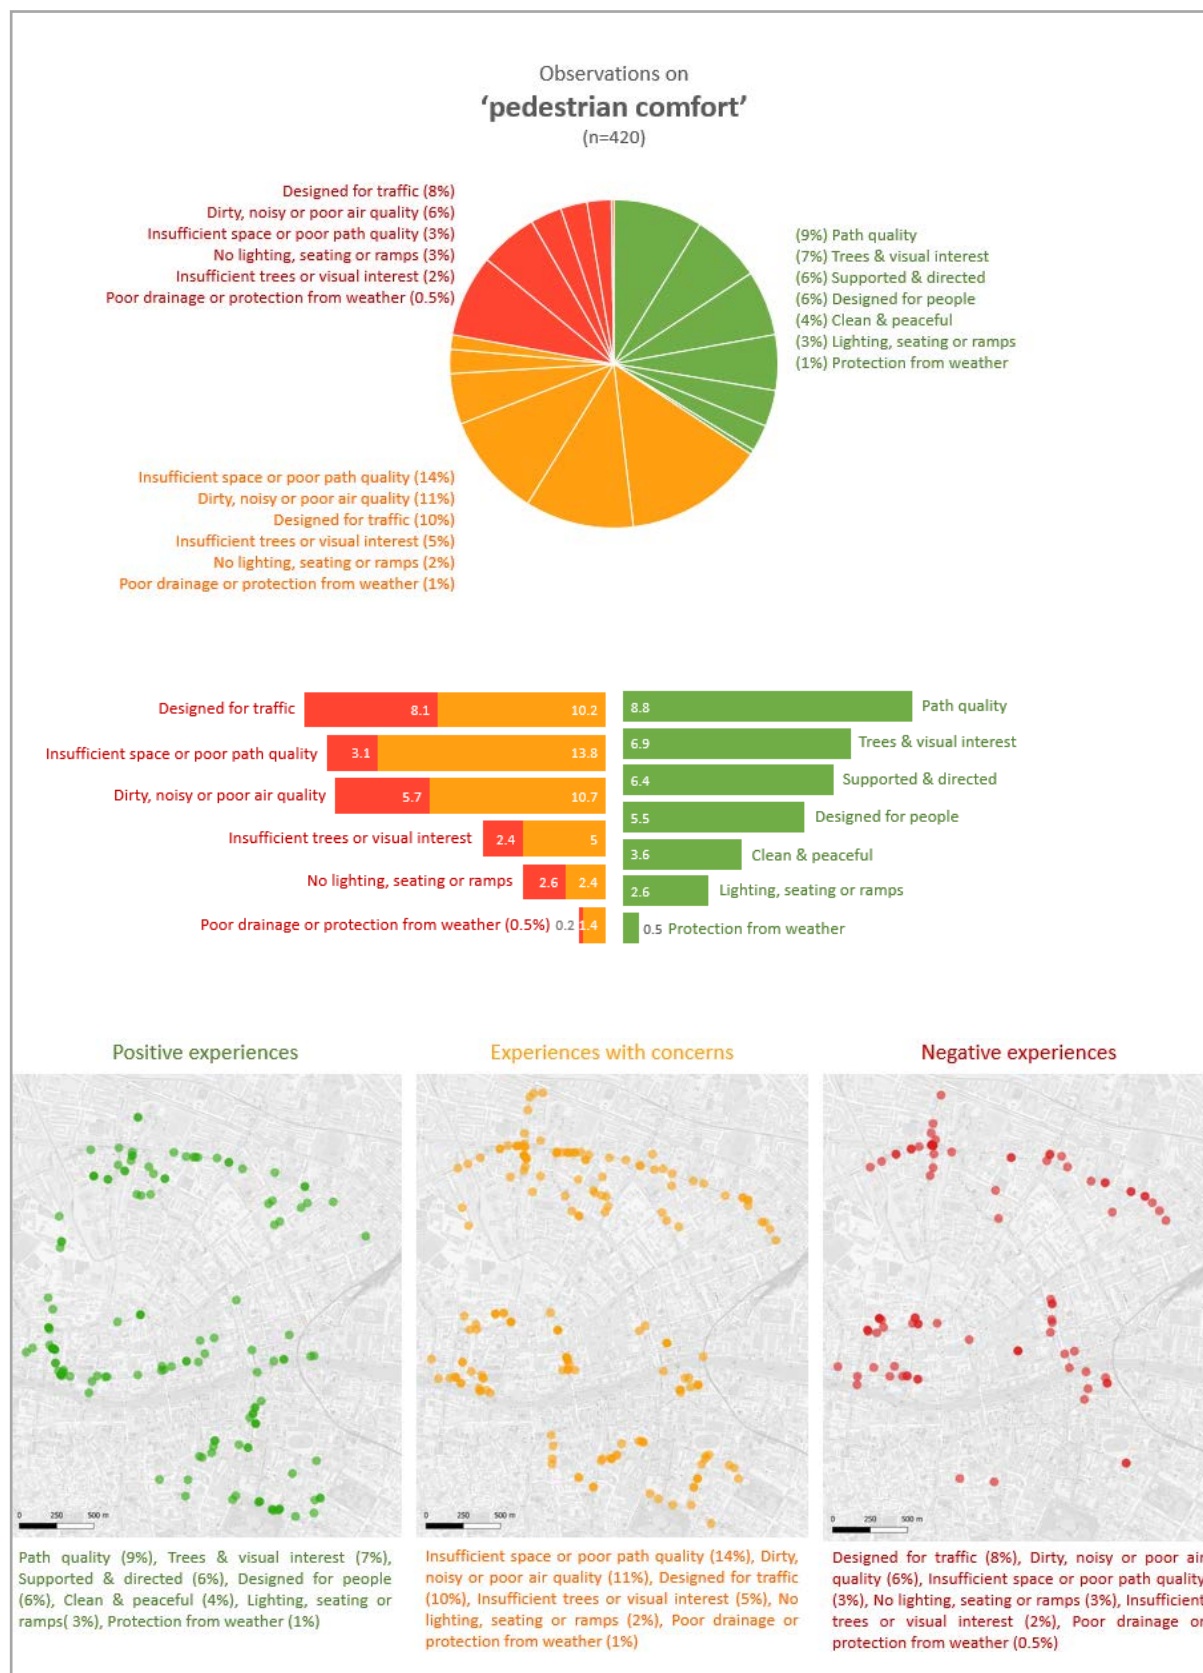 Observations on
‘pedestrian comfort’
(n=420)
Designed for traffic (8%)
Dirty, noisy or poor air quality (6%)
Insufficient space or poor path quality (3%)
No lighting, seating or ramps (3%)
Insufficient trees or visual interest (2%)
Poor drainage or protection from weather (0.5%)
(9%) Path quality
(7%) Trees & visual interest
(6%) Supported & directed
(6%) Designed for people
(4%) Clean & peaceful
(3%) Lighting, seating or ramps
(1%) Protection from weather
Insufficient space or poor path quality (14%)
Dirty, noisy or poor air quality (11%)
Designed for traffic (10%)
Insufficient trees or visual interest (5%)
No lighting, seating or ramps (2%)
Poor drainage or protection from weather (1%)
Designed for traffic 8.1 10.2
Insufficient space or poor path quality 3.1 13.8
Dirty, noisy or poor air quality 5.7 10.7
Insufficient trees or visual interest 2.4 5
No lighting, seating or ramps 2.6 2.4
Poor drainage or protection from weather (0.5%) 0.2 1.4
8.8 Path quality
6.9 Trees & visual interest
6.4 Supported & directed
5.5 Designed for people
3.6 Clean & peaceful
2.6 Lighting, seating or ramps
0.5 Protection from weather
Positive experiences
0 250 500 m
Path quality (9%), Trees & visual interest (7%),
Supported & directed (6%), Designed for people
(6%), Clean & peaceful (4%), Lighting, seating or
ramps( 3%), Protection from weather (1%)
Experiences with concerns
0 250 500 m
Insufficient space or poor path quality (14%), Dirty,
noisy or poor air quality (11%), Designed for traffic
(10%), Insufficient trees or visual interest (5%), No
lighting, seating or ramps (2%), Poor drainage or
protection from weather (1%)
Negative experiences
0 250 500 m
Designed for traffic (8%), Dirty, noisy or poor air
quality (6%), Insufficient space or poor path quality
(3%), No lighting, seating or ramps (3%), Insufficient
trees or visual interest (2%), Poor drainage or
protection from weather (0.5%)